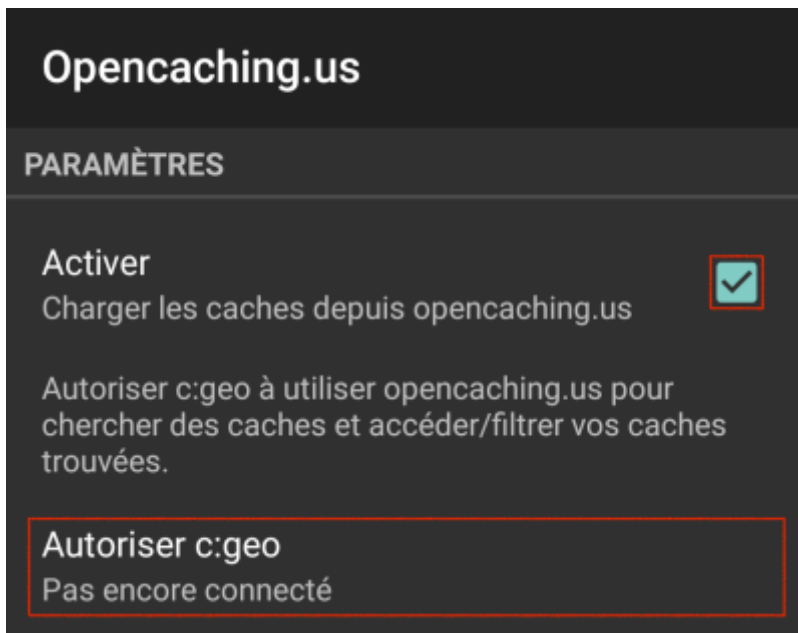 Opencaching.us
PARAMÈTRES
Activer
Charger les caches depuis opencaching.us
Autoriser c:geo à utiliser opencaching.us pour
chercher des caches et accéder/filtrer vos caches
trouvées.
Autoriser c:geo
Pas encore connecté